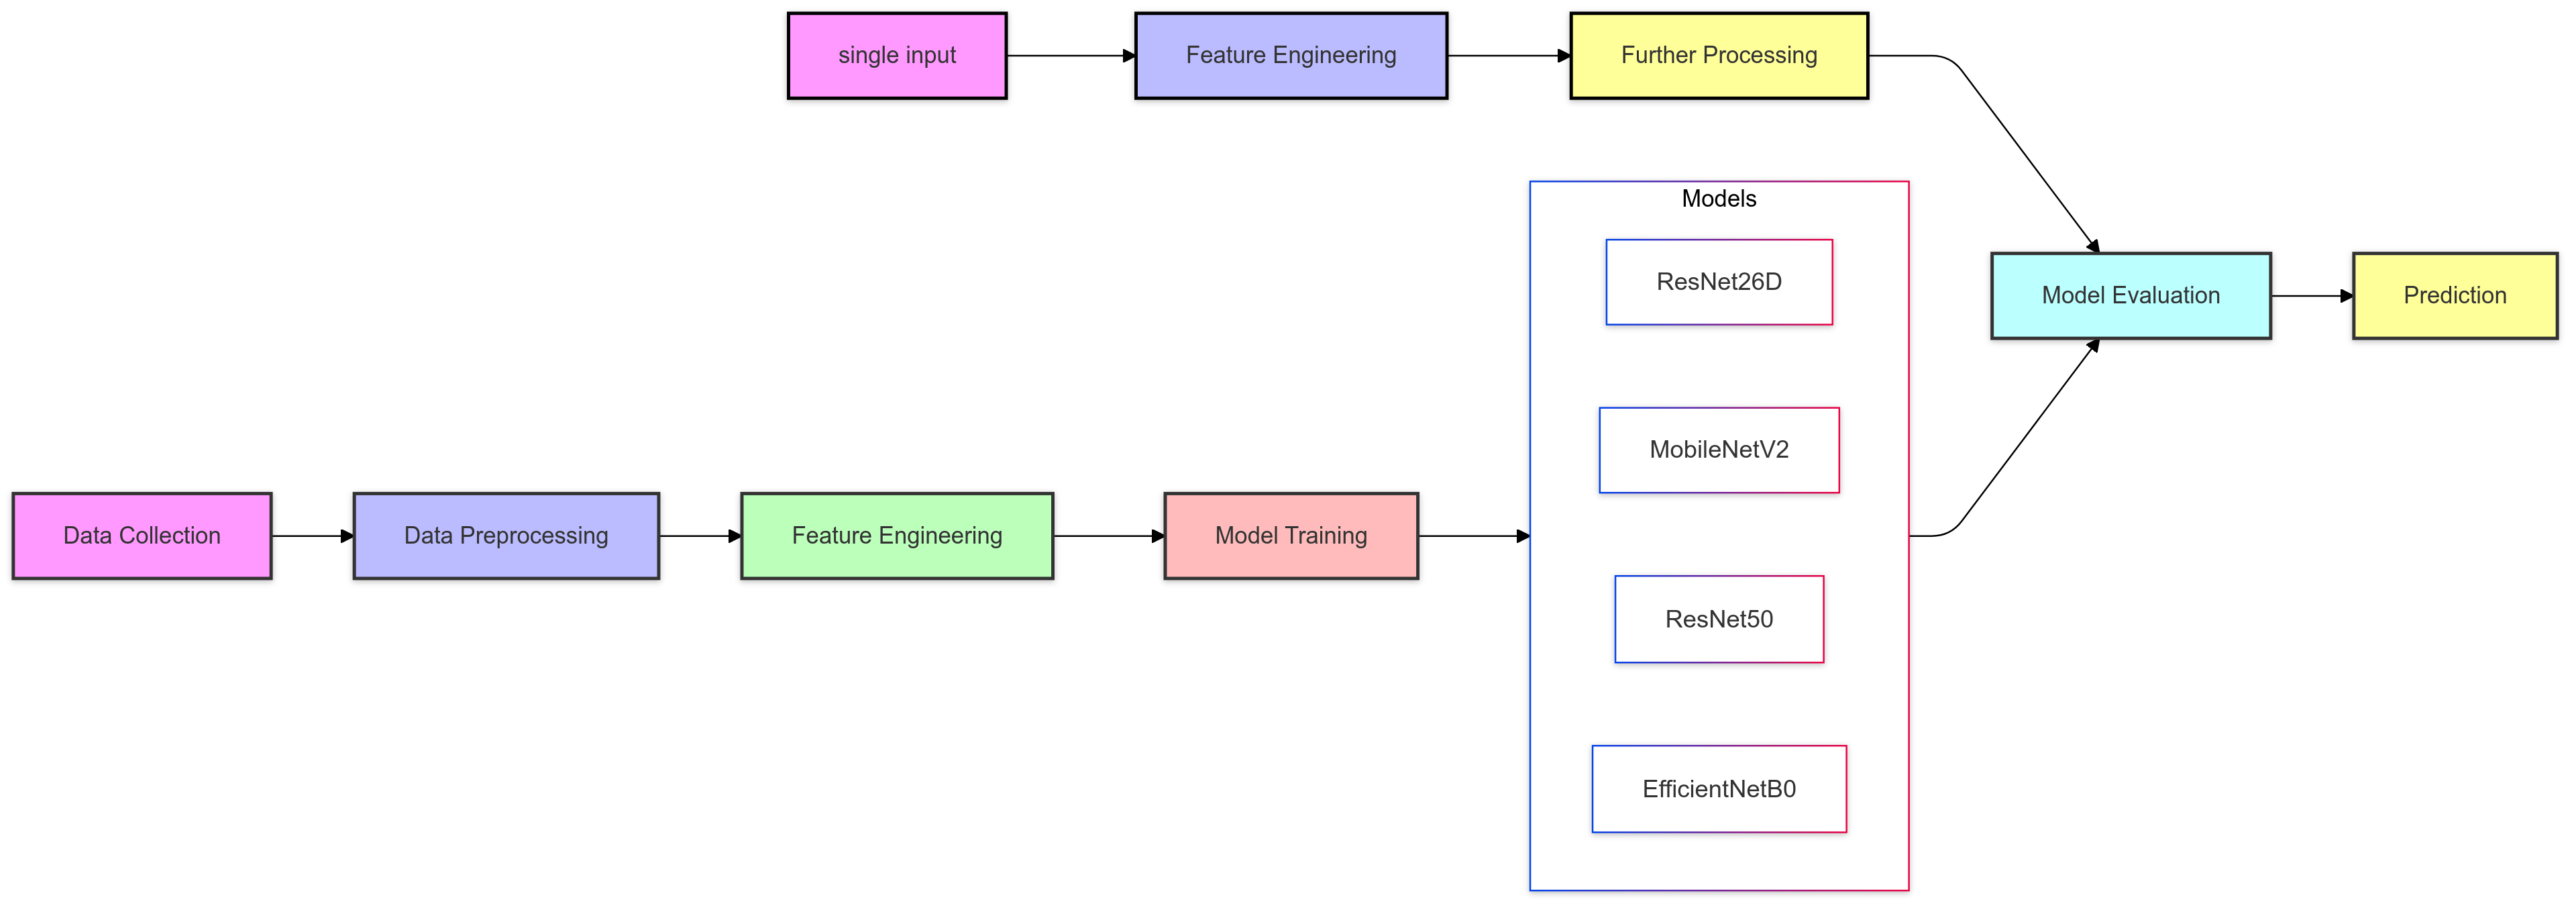 single input
Feature Engineering
Further Processing
Models
ResNet26D
Model Evaluation
Prediction
MobileNetV2
Data Collection
Data Preprocessing
Feature Engineering
Model Training
ResNet50
EfficientNetB0